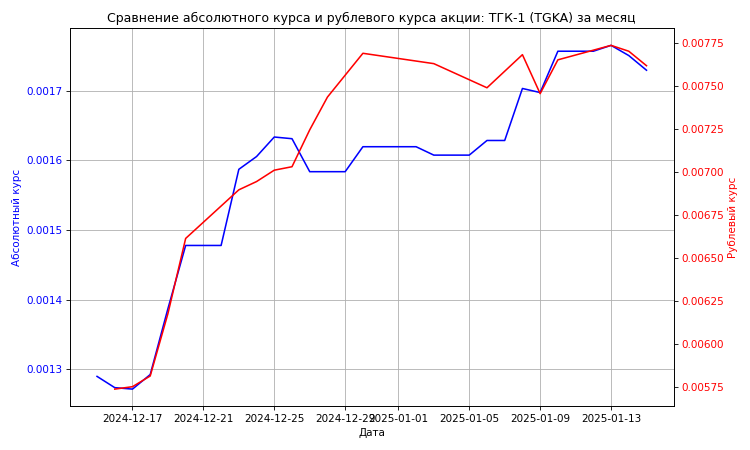 Сравнение абсолютного курса и рублевого курса акции: ТГК-1 (TGKA) за месяц
Абсолютный курс
0.0017
0.0016
0.0015
0.0014
0.0013
0.00775
0.00750
0.00725
0.00700
0.00675
0.00650
0.00625
0.00600
0.00575
Рублевый курс
2024-12-17 2024-12-21 2024-12-25 2024-12-29 2025-01-01 2025-01-05 2025-01-09 2025-01-13
Дата